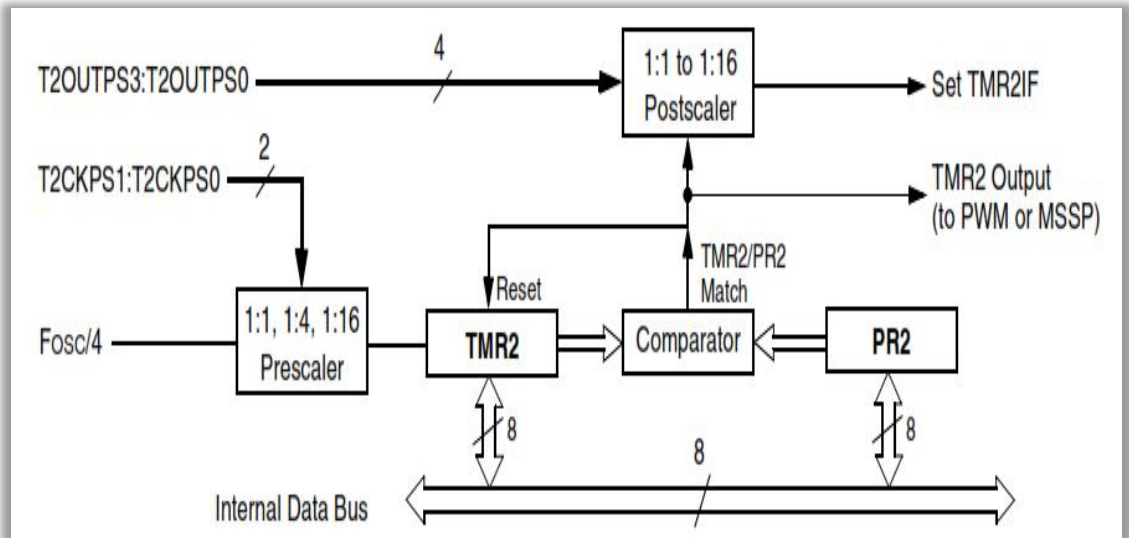 4
T2OUTPS3:T2OUTPS0
1:1 to 1:16
Postscaler
Set TMR2IF
2
T2CKPS1:T2CKPS0
TMR2 Output
(to PWM or MSSP)
TMR2/PR2
Match
Reset
Fosc/4
1:1, 1:4, 1:16
Prescaler
TMR2
Comparator
PR2
8
8
8
Internal Data Bus